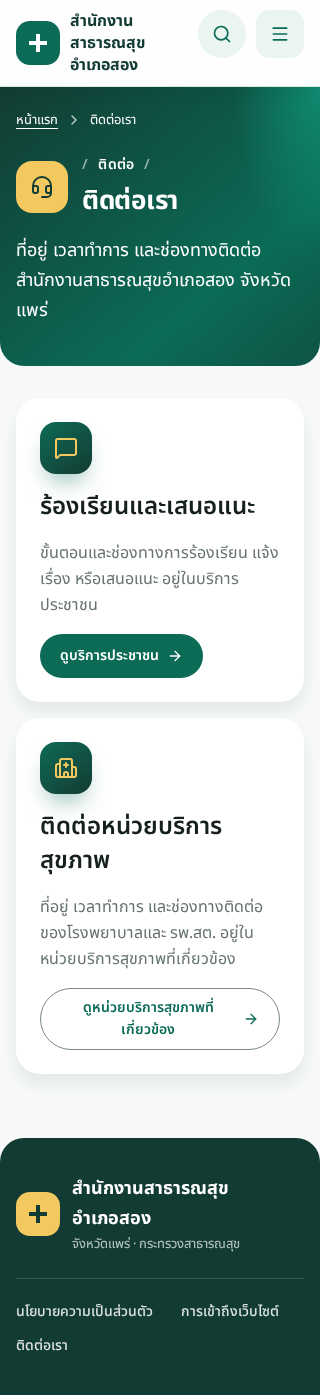 สำนักงาน
สาธารณสุข
อำเภอสอง
หน้าแรก > ติดต่อเรา
/ ติดต่อ /
ติดต่อเรา
ที่อยู่ เวลาทำการ และช่องทางติดต่อ
สำนักงานสาธารณสุขอำเภอสอง จังหวัด
แพร่
ร้องเรียนและเสนอแนะ
ขั้นตอนและช่องทางการร้องเรียน แจ้ง
เรื่อง หรือเสนอแนะ อยู่ในบริการ
ประชาชน
ดูบริการประชาชน →
ติดต่อหน่วยบริการ
สุขภาพ
ที่อยู่ เวลาทำการ และช่องทางติดต่อ
ของโรงพยาบาลและ รพ.สต. อยู่ใน
หน่วยบริการสุขภาพที่เกี่ยวข้อง
ดูหน่วยบริการสุขภาพที่
เกี่ยวข้อง →
สำนักงานสาธารณสุข
อำเภอสอง
จังหวัดแพร่ · กระทรวงสาธารณสุข
นโยบายความเป็นส่วนตัว การเข้าถึงเว็บไซต์
ติดต่อเรา